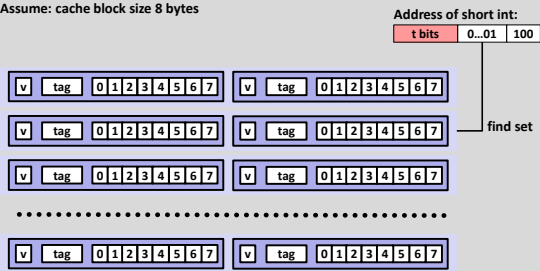 Assume: cache block size 8 bytes
Address of short int:
t bits 0…01 100
v tag 0 1 2 3 4 5 6 7 v tag 0 1 2 3 4 5 6 7
v tag 0 1 2 3 4 5 6 7 v tag 0 1 2 3 4 5 6 7
find set
v tag 0 1 2 3 4 5 6 7 v tag 0 1 2 3 4 5 6 7
v tag 0 1 2 3 4 5 6 7 v tag 0 1 2 3 4 5 6 7